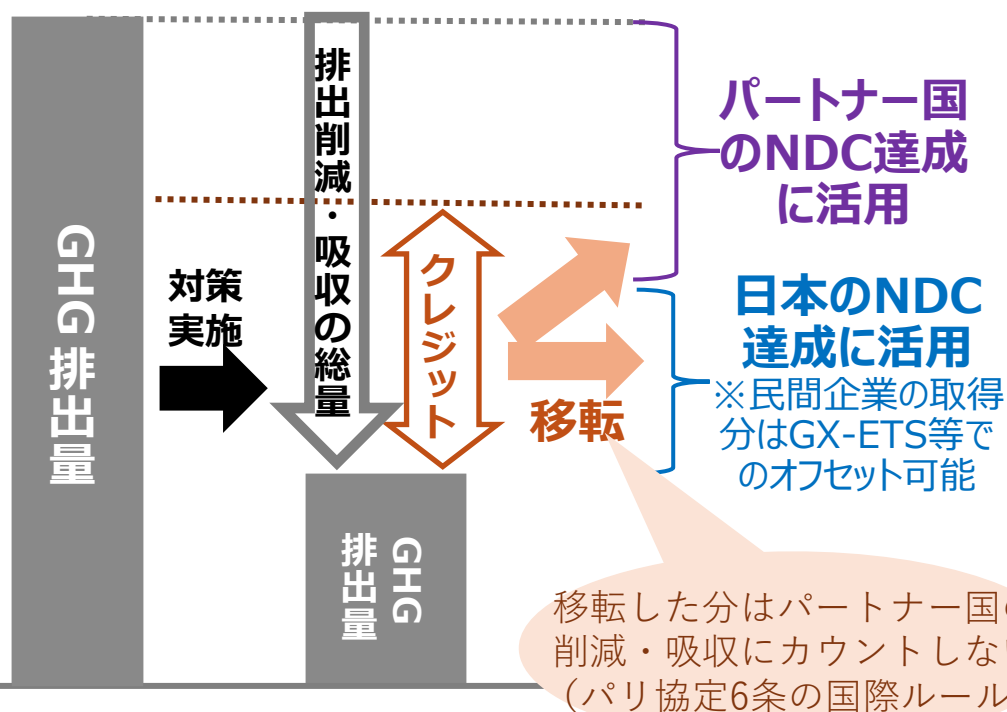 GHG排出量
対策
実施
排出削減・吸収の総量
クレジット
移転
GHG
排出量
パートナー国
のNDC達成
に活用
日本のNDC
達成に活用
※民間企業の取得
分はGX-ETS等で
のオフセット可能
移転した分はパートナー国
削減・吸収にカウントしな
（パリ協定6条の国際ルール